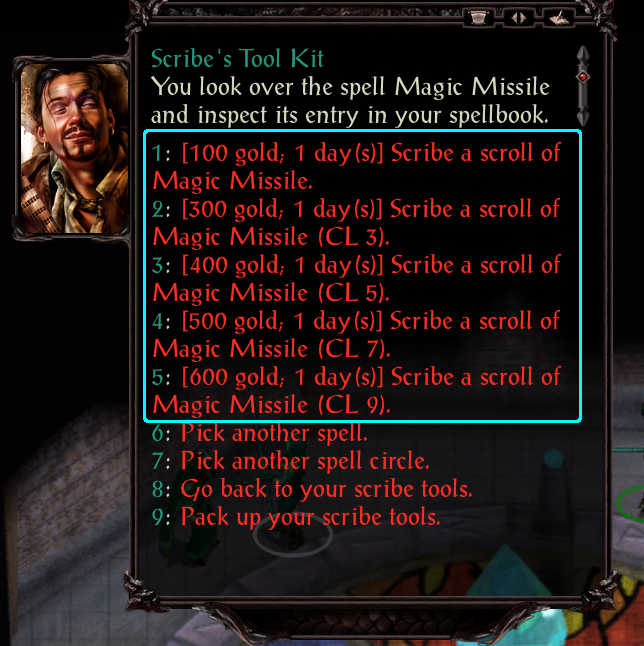 Scribe's Tool Kit
You look over the spell Magic Missile
and inspect its entry in your spellbook.
1: [100 gold; 1 day(s)] Scribe a scroll of
Magic Missile.
2: [300 gold; 1 day(s)] Scribe a scroll of
Magic Missile (CL 3).
3: [400 gold; 1 day(s)] Scribe a scroll of
Magic Missile (CL 5).
4: [500 gold; 1 day(s)] Scribe a scroll of
Magic Missile (CL 7).
5: [600 gold; 1 day(s)] Scribe a scroll of
Magic Missile (CL 9).
6: Pick another spell.
7: Pick another spell circle.
8: Go back to your scribe tools.
9: Pack up your scribe tools.